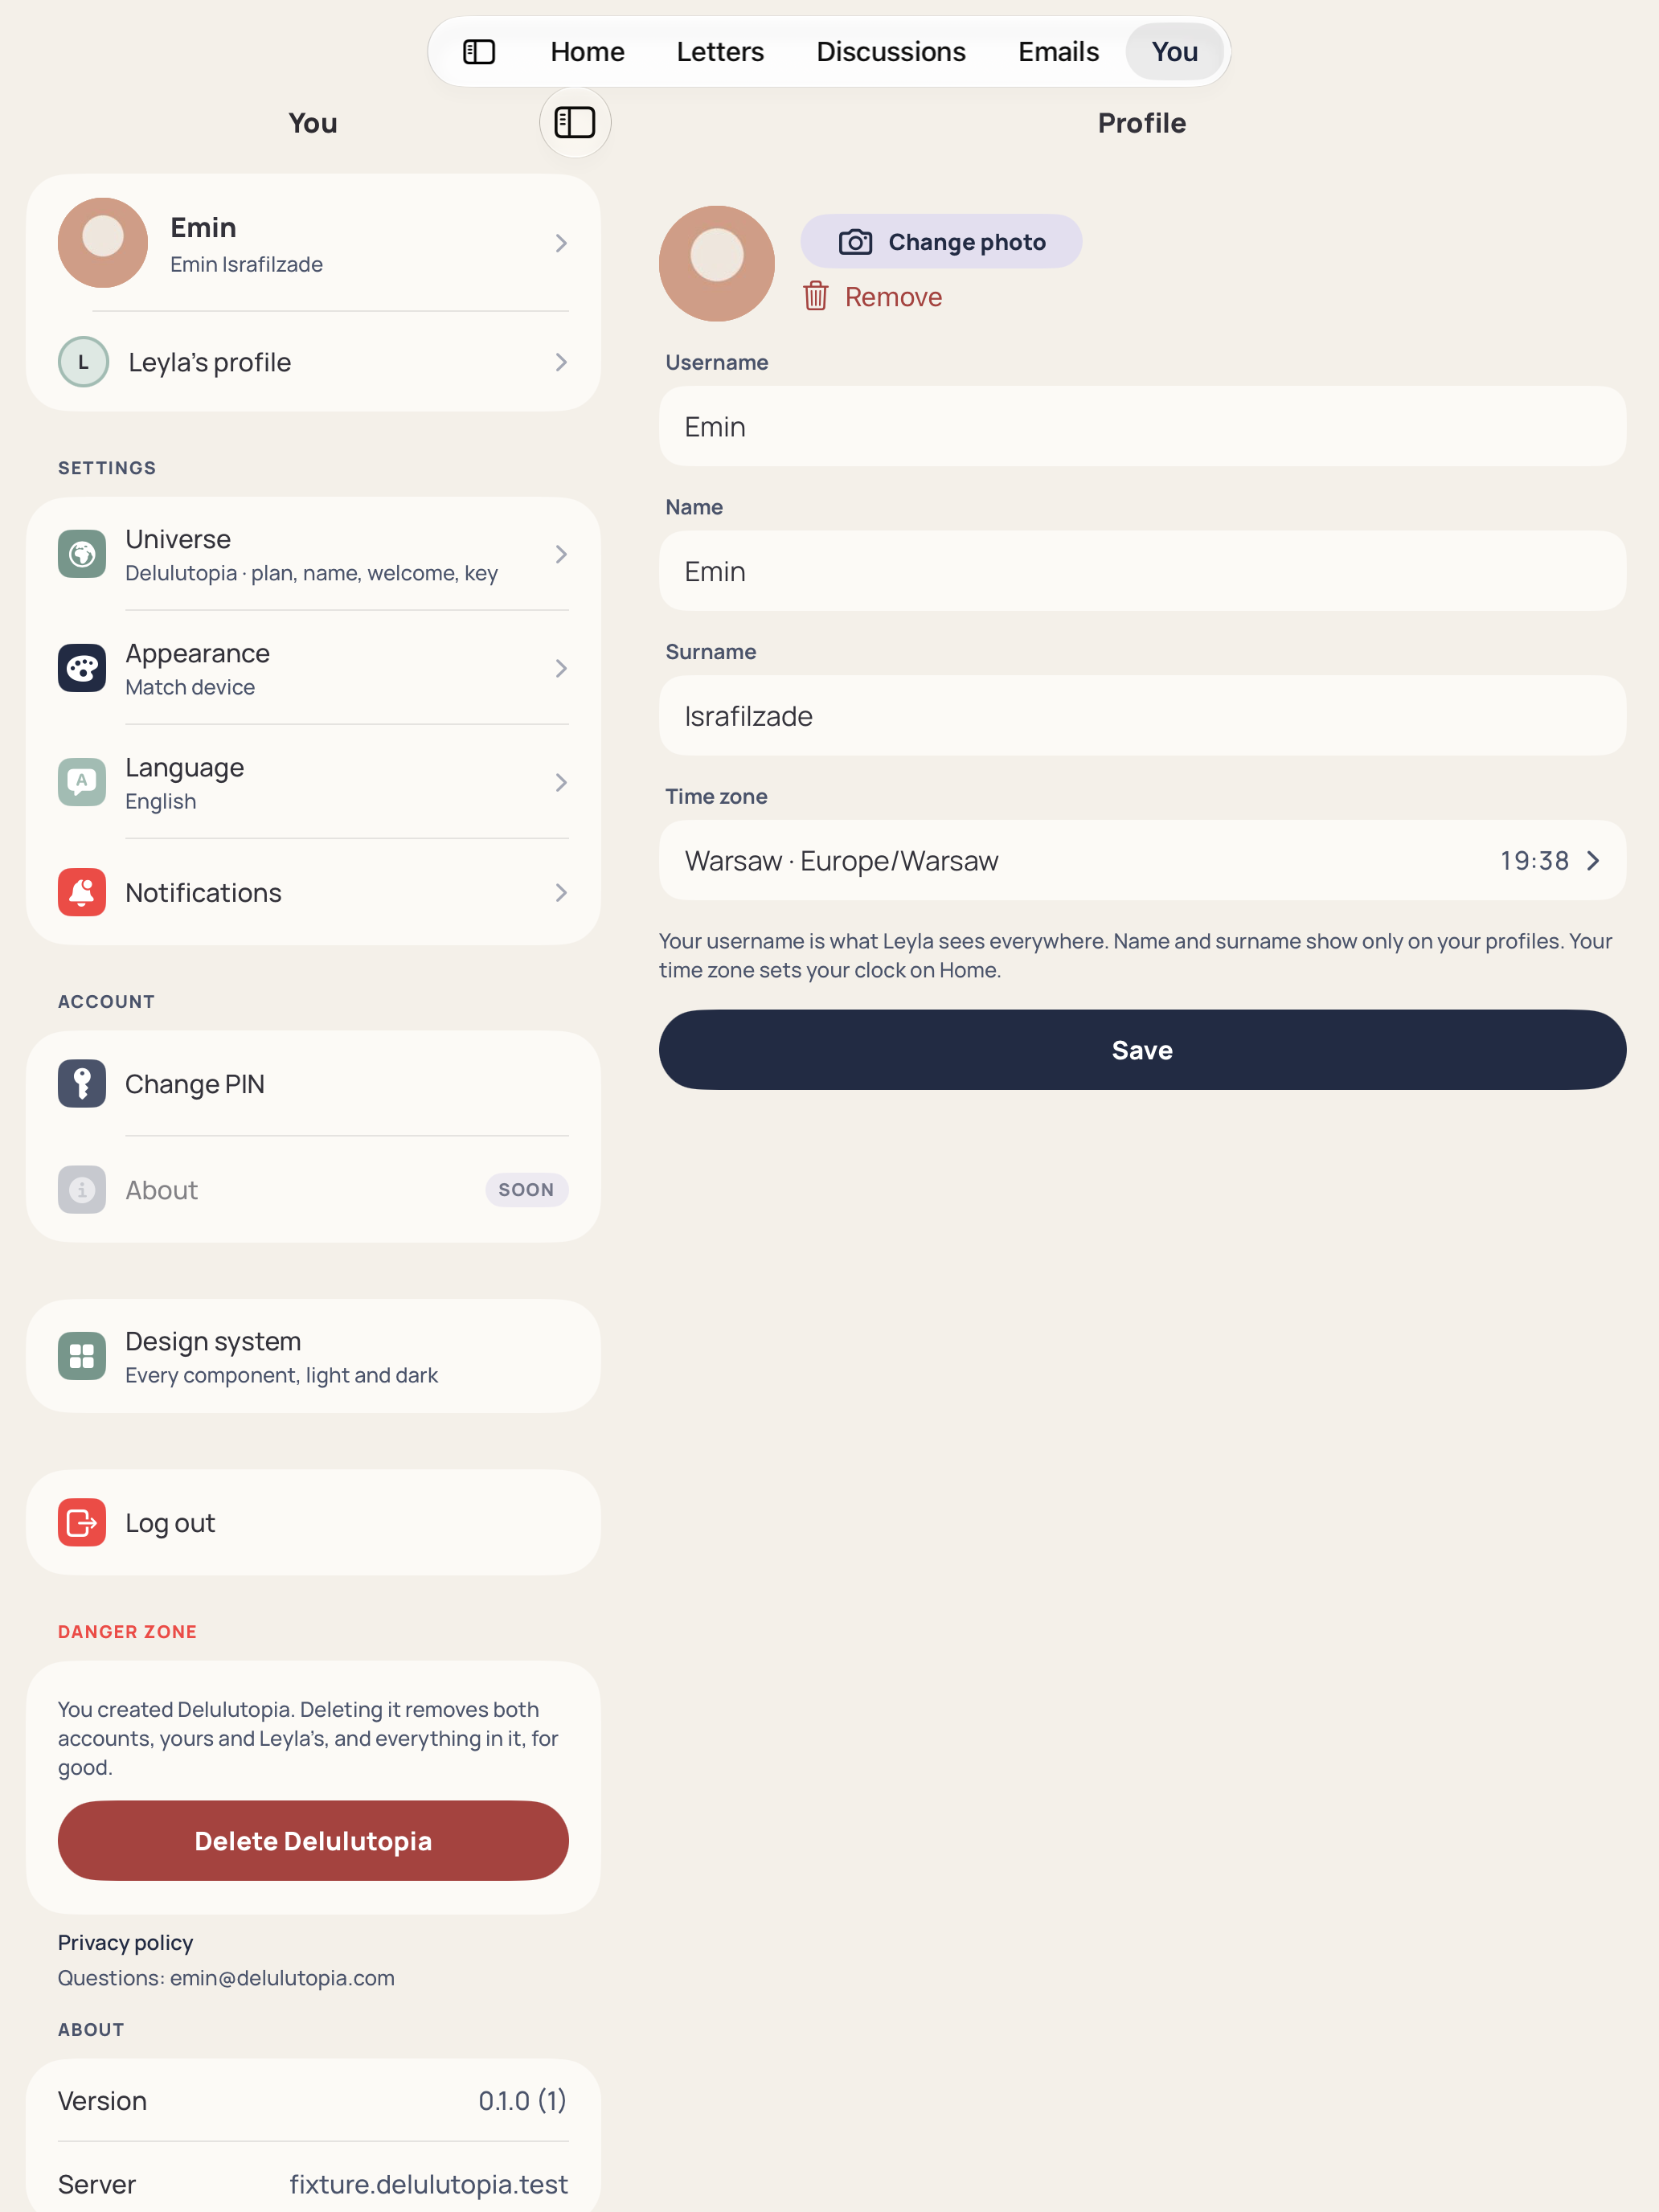 Home Letters Discussions Emails You
You
Emin
Emin Israfilzade
L
Leyla’s profile
SETTINGS
Universe
Delulutopia · plan, name, welcome, key
Appearance
Match device
A
Language
English
Notifications
ACCOUNT
Change PIN
About
SOON
Design system
Every component, light and dark
Log out
DANGER ZONE
You created Delulutopia. Deleting it removes both
accounts, yours and Leyla’s, and everything in it, for
good.
Delete Delulutopia
Privacy policy
Questions: emin@delulutopia.com
ABOUT
Version 0.1.0 (1)
Server fixture.delulutopia.test
Profile
Change photo
Remove
Username
Emin
Name
Emin
Surname
Israfilzade
Time zone
Warsaw · Europe/Warsaw 19:38
Your username is what Leyla sees everywhere. Name and surname show only on your profiles. Your
time zone sets your clock on Home.
Save